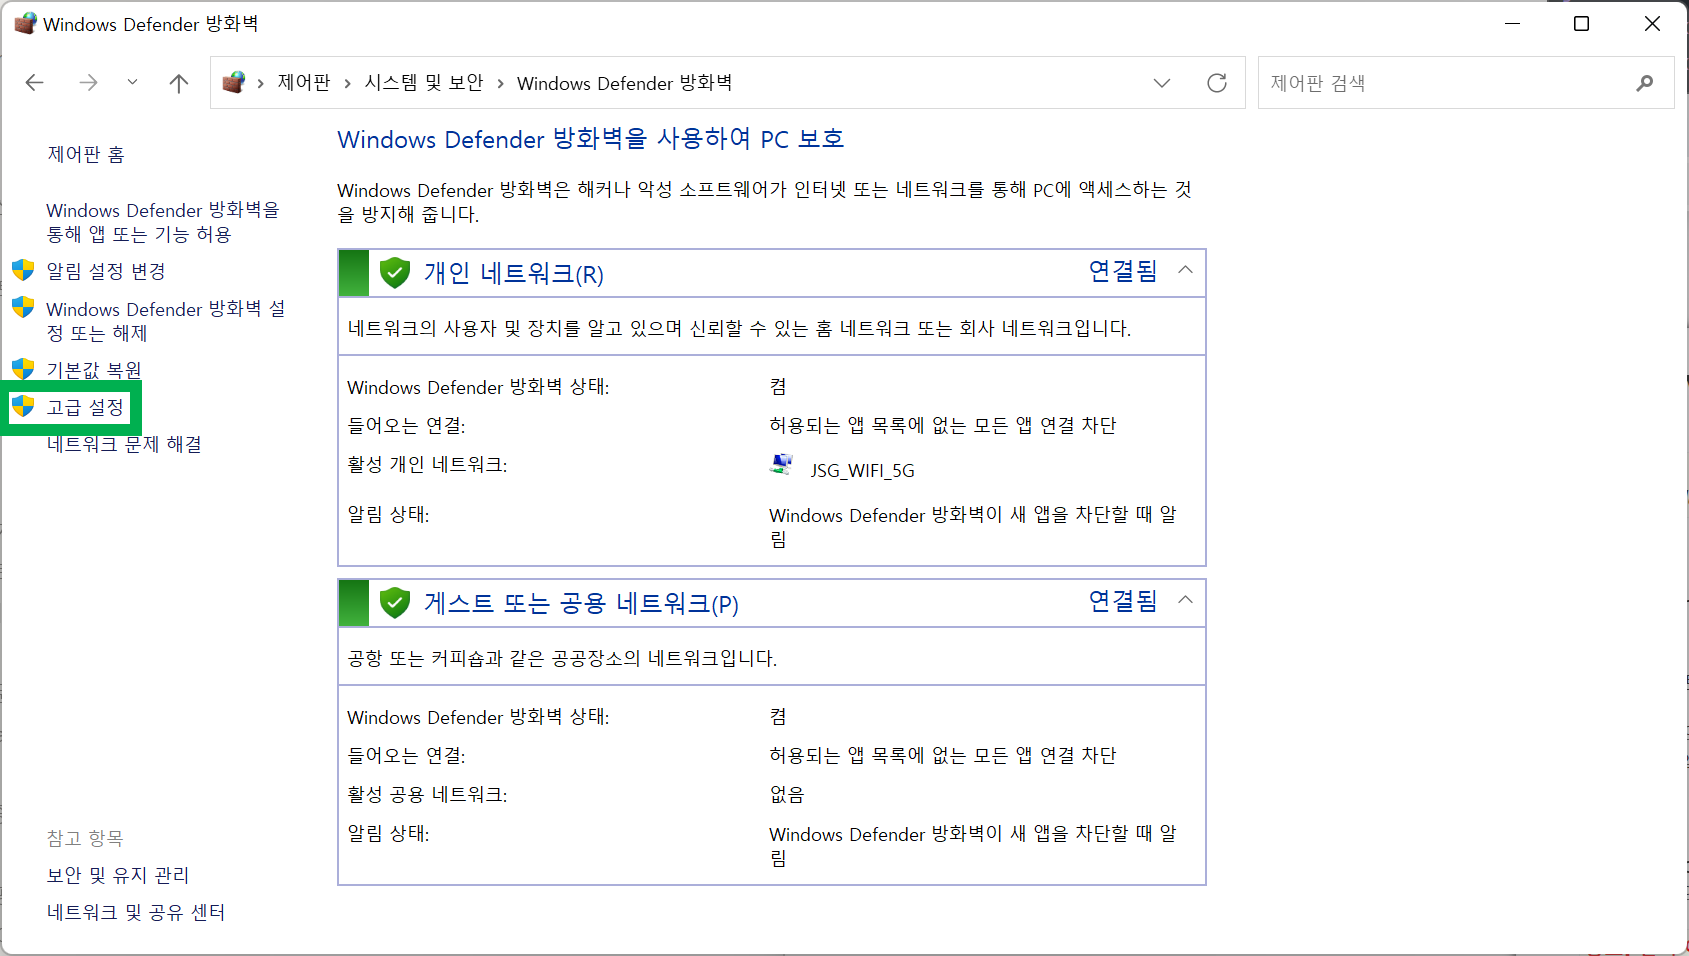 Windows Defender 방화벽
제어판 > 시스템 및 보안 > Windows Defender 방화벽
제어판 검색
제어판 홈
Windows Defender 방화벽을
통해 앱 또는 기능 허용
알림 설정 변경
Windows Defender 방화벽 설
정 또는 해제
기본값 복원
고급 설정
네트워크 문제 해결
참고 항목
보안 및 유지 관리
네트워크 및 공유 센터
Windows Defender 방화벽을 사용하여 PC 보호
Windows Defender 방화벽은 해커나 악성 소프트웨어가 인터넷 또는 네트워크를 통해 PC에 액세스하는 것
을 방지해 줍니다.
개인 네트워크(R) 연결됨
네트워크의 사용자 및 장치를 알고 있으며 신뢰할 수 있는 홈 네트워크 또는 회사 네트워크입니다.
Windows Defender 방화벽 상태: 켬
들어오는 연결: 허용되는 앱 목록에 없는 모든 앱 연결 차단
활성 개인 네트워크: JSG_WIFI_5G
알림 상태: Windows Defender 방화벽이 새 앱을 차단할 때 알
림
게스트 또는 공용 네트워크(P) 연결됨
공항 또는 커피숍과 같은 공공장소의 네트워크입니다.
Windows Defender 방화벽 상태: 켬
들어오는 연결: 허용되는 앱 목록에 없는 모든 앱 연결 차단
활성 공용 네트워크: 없음
알림 상태: Windows Defender 방화벽이 새 앱을 차단할 때 알
림